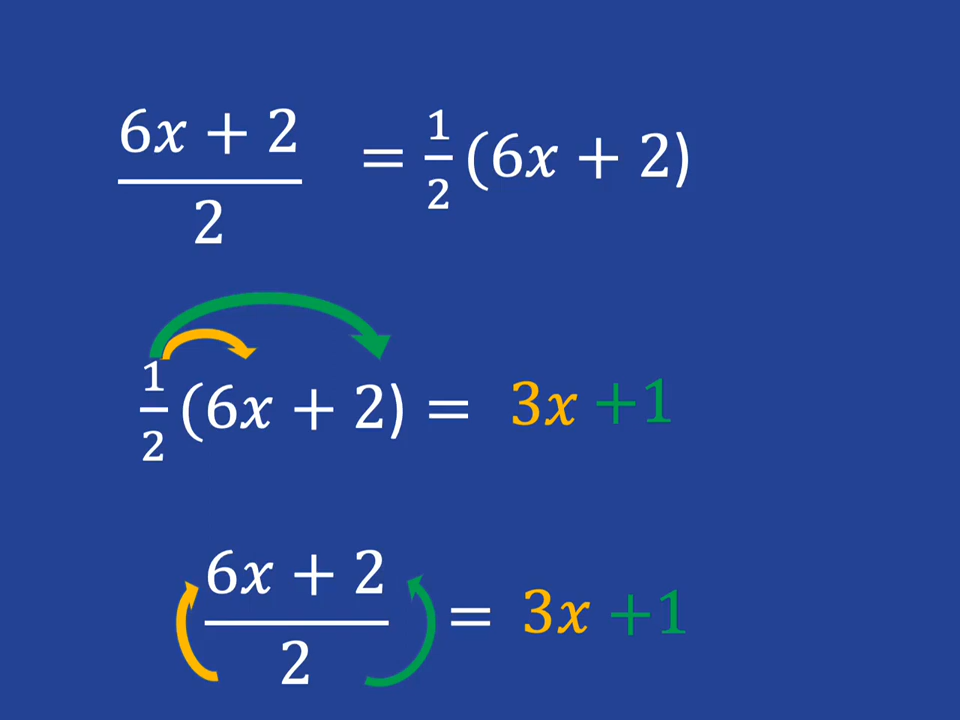 (6x + 2)/2 = 1/2 (6x + 2)
1/2 (6x + 2) = 3x + 1
(6x + 2)/2 = 3x + 1